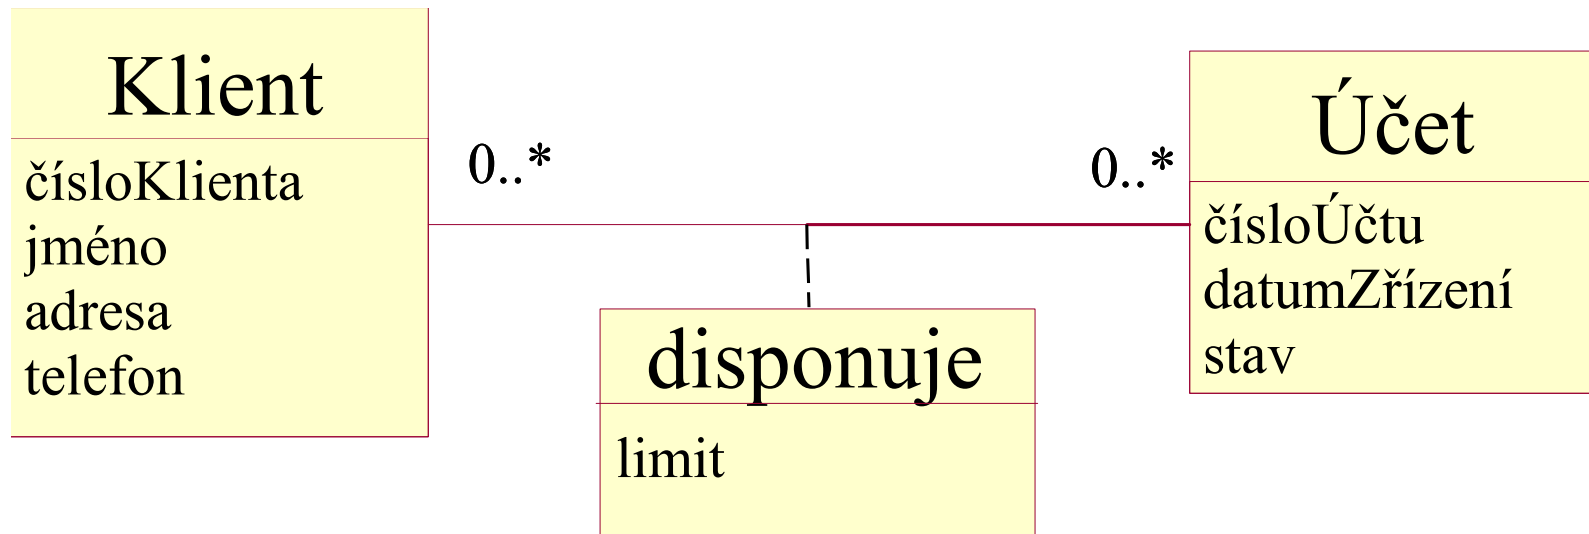 Klient
čísloKlienta
jméno
adresa
telefon
0..*
0..*
Účet
čísloÚčtu
datumZřízení
stav
disponuje
limit